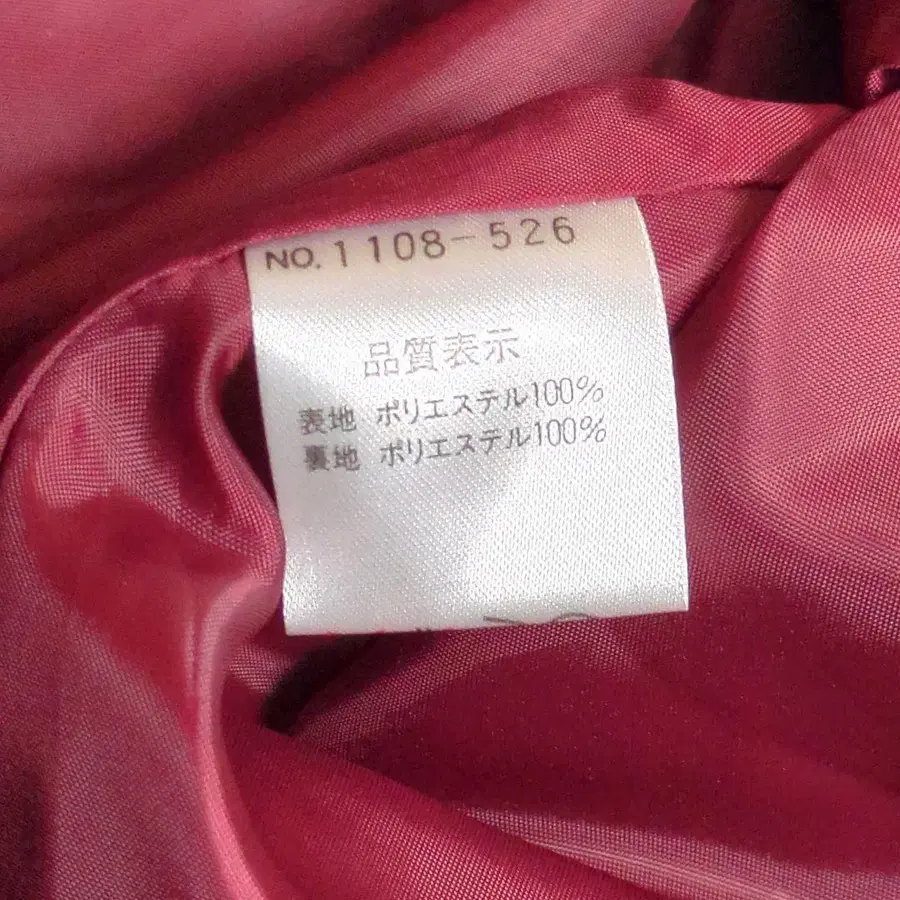 NO.1108-526
品質表示
表地 ポリエステル100%
裏地 ポリエステル100%